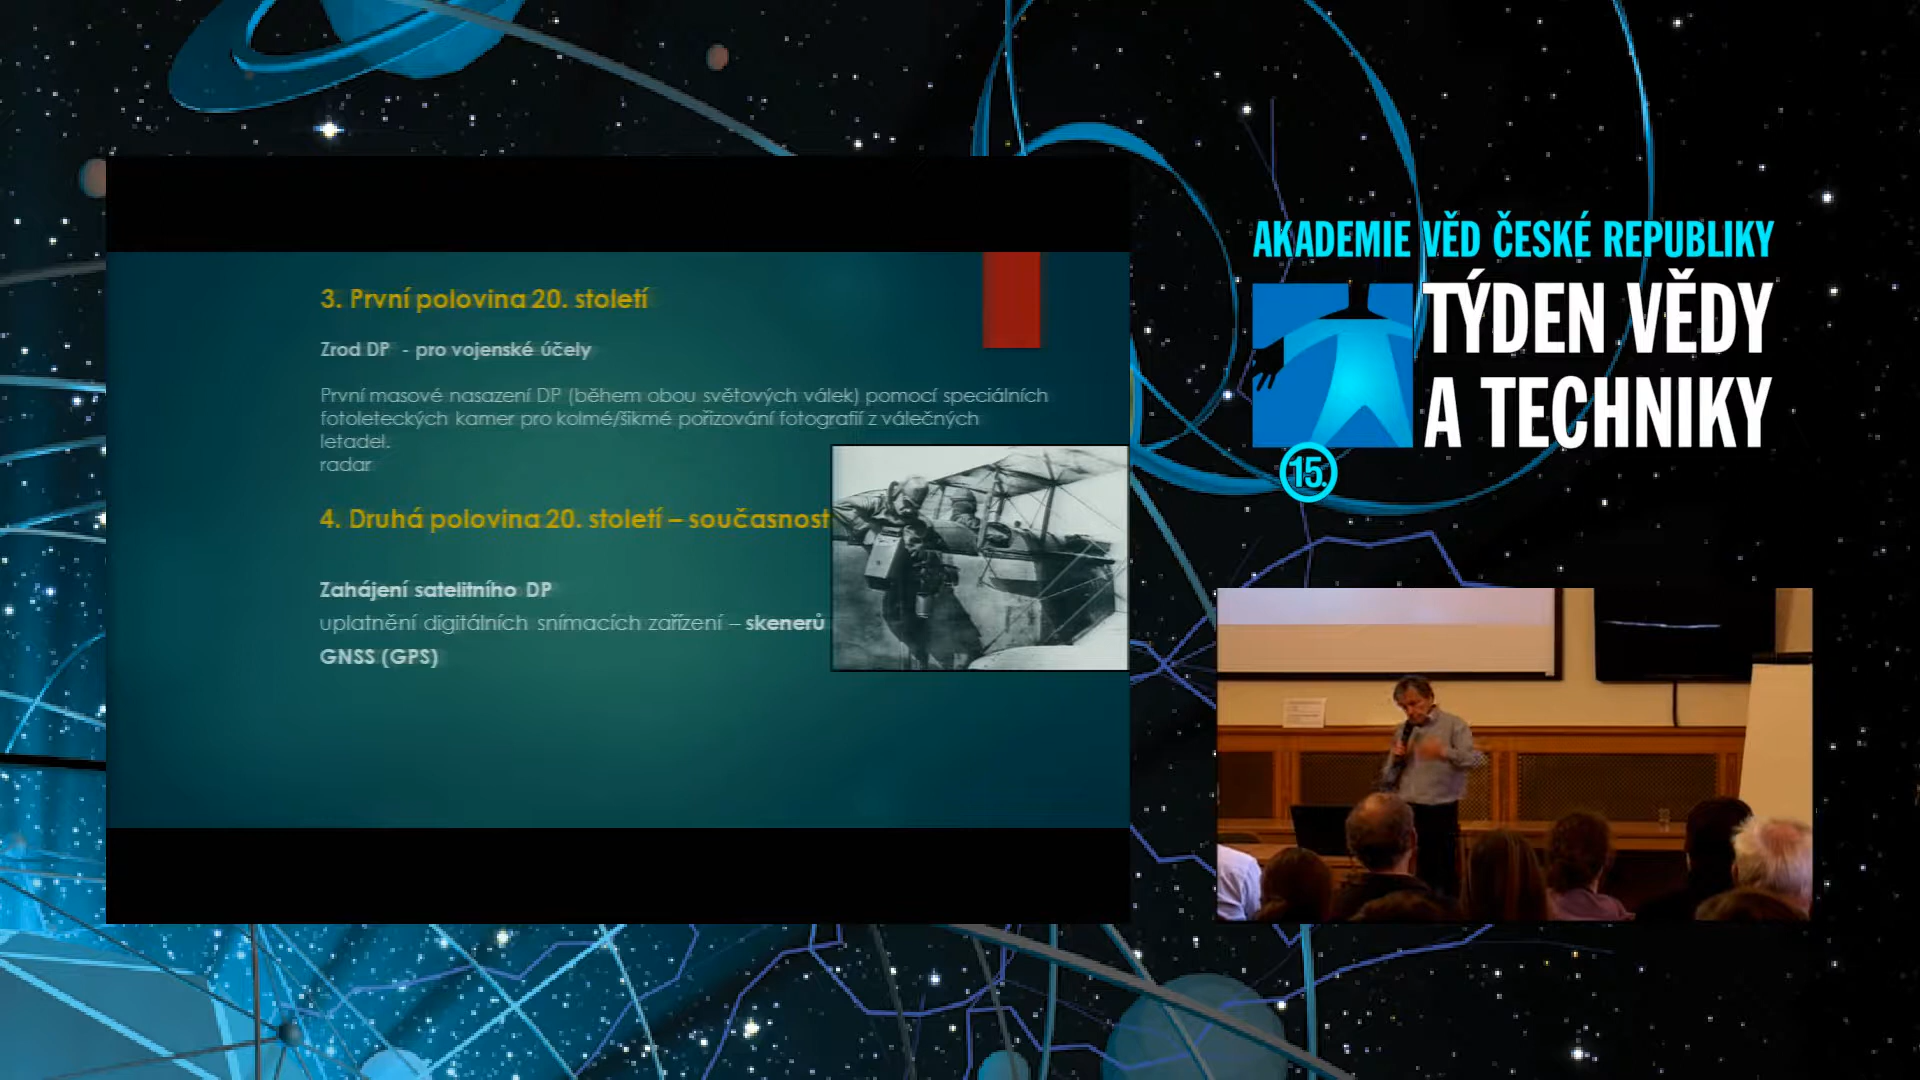 3. První polovina 20. století
Zrod DP - pro vojenské účely
První masové nasazení DP (během obou světových válek) pomocí speciálních
fotoleteckých kamer pro kolmé/šikmé pořizování fotografií z válečných
letadel.
radar
4. Druhá polovina 20. století – současnost
Zahájení satelitního DP
uplatnění digitálních snímacích zařízení – skenerů
GNSS (GPS)
AKADEMIE VĚD ČESKÉ REPUBLIKY
TÝDEN VĚDY
A TECHNIKY
15.